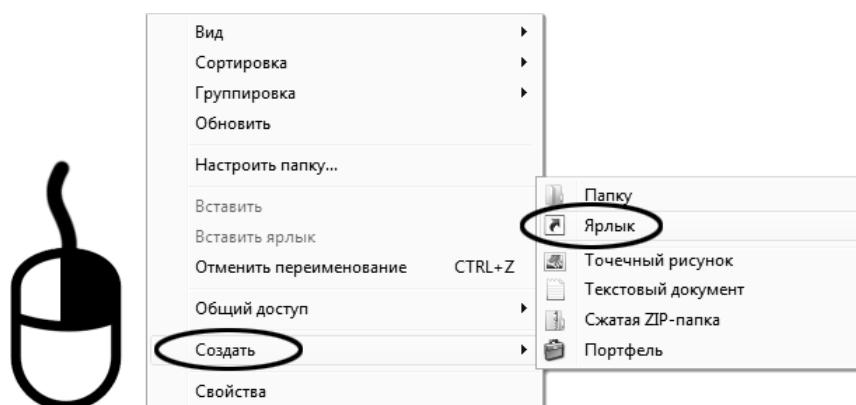 Вид
Сортировка
Группировка
Обновить
Настроить папку...
Вставить
Вставить ярлык
Отменить переименование CTRL+Z
Общий доступ
Создать
Свойства
Папку
Ярлык
Точечный рисунок
Текстовый документ
Сжатая ZIP-папка
Портфель